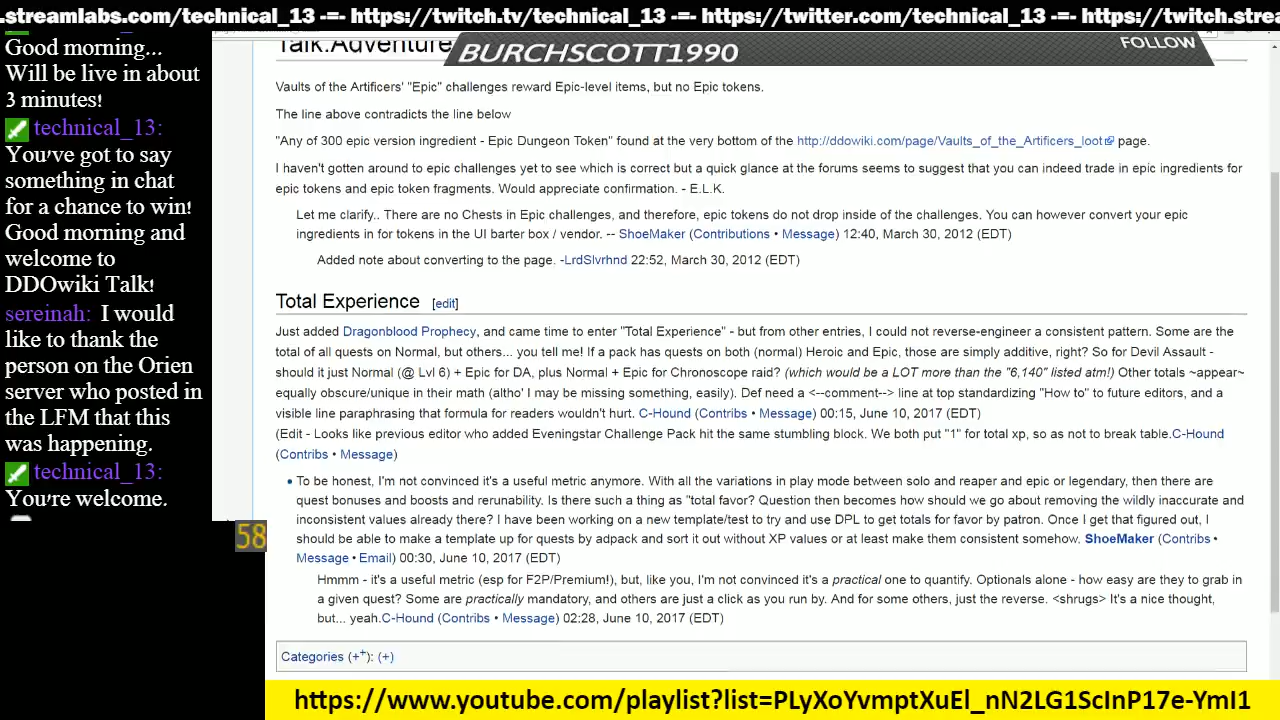 .streamlabs.com/technical_13 -=- https://twitch.tv/technical_13 -=- https://twitter.com/technical_13 -=- https://twitch.stre
Good morning...
Will be live in about
3 minutes!
technical_13:
You've got to say
something in chat
for a chance to win!
Good morning and
welcome to
DDOwiki Talk!
sereinah: I would
like to thank the
person on the Orien
server who posted in
the LFM that this
was happening.
technical_13:
You're welcome.
58
Talk:Adventure
BURCHSCOTT1990
FOLLOW
Vaults of the Artificers' "Epic" challenges reward Epic-level items, but no Epic tokens.
The line above contradicts the line below
"Any of 300 epic version ingredient - Epic Dungeon Token" found at the very bottom of the http://ddowiki.com/page/Vaults_of_the_Artificers_loot page.
I haven't gotten around to epic challenges yet to see which is correct but a quick glance at the forums seems to suggest that you can indeed trade in epic ingredients for
epic tokens and epic token fragments. Would appreciate confirmation. - E.L.K.
Let me clarify.. There are no Chests in Epic challenges, and therefore, epic tokens do not drop inside of the challenges. You can however convert your epic
ingredients in for tokens in the UI barter box / vendor. -- ShoeMaker (Contributions • Message) 12:40, March 30, 2012 (EDT)
Added note about converting to the page. -LrdSlvrhnd 22:52, March 30, 2012 (EDT)
Total Experience [edit]
Just added Dragonblood Prophecy, and came time to enter "Total Experience" - but from other entries, I could not reverse-engineer a consistent pattern. Some are the
total of all quests on Normal, but others... you tell me! If a pack has quests on both (normal) Heroic and Epic, those are simply additive, right? So for Devil Assault -
should it just Normal (@ Lvl 6) + Epic for DA, plus Normal + Epic for Chronoscope raid? (which would be a LOT more than the "6,140" listed atm!) Other totals ~appear~
equally obscure/unique in their math (altho' I may be missing something, easily). Def need a <--comment--> line at top standardizing "How to" to future editors, and a
visible line paraphrasing that formula for readers wouldn't hurt. C-Hound (Contribs • Message) 00:15, June 10, 2017 (EDT)
(Edit - Looks like previous editor who added Eveningstar Challenge Pack hit the same stumbling block. We both put "1" for total xp, so as not to break table.C-Hound
(Contribs • Message)
• To be honest, I'm not convinced it's a useful metric anymore. With all the variations in play mode between solo and reaper and epic or legendary, then there are
quest bonuses and boosts and rerunability. Is there such a thing as "total favor? Question then becomes how should we go about removing the wildly inaccurate and
inconsistent values already there? I have been working on a new template/test to try and use DPL to get totals for favor by patron. Once I get that figured out, I
should be able to make a template up for quests by adpack and sort it out without XP values or at least make them consistent somehow. ShoeMaker (Contribs •
Message • Email) 00:30, June 10, 2017 (EDT)
Hmmm - it's a useful metric (esp for F2P/Premium!), but, like you, I'm not convinced it's a practical one to quantify. Optionals alone - how easy are they to grab in
a given quest? Some are practically mandatory, and others are just a click as you run by. And for some others, just the reverse. <shrugs> It's a nice thought,
but... yeah.C-Hound (Contribs • Message) 02:28, June 10, 2017 (EDT)
Categories (++): (+)
https://www.youtube.com/playlist?list=PLyXoYvmptXuEl_nN2LG1ScInP17e-YmI1